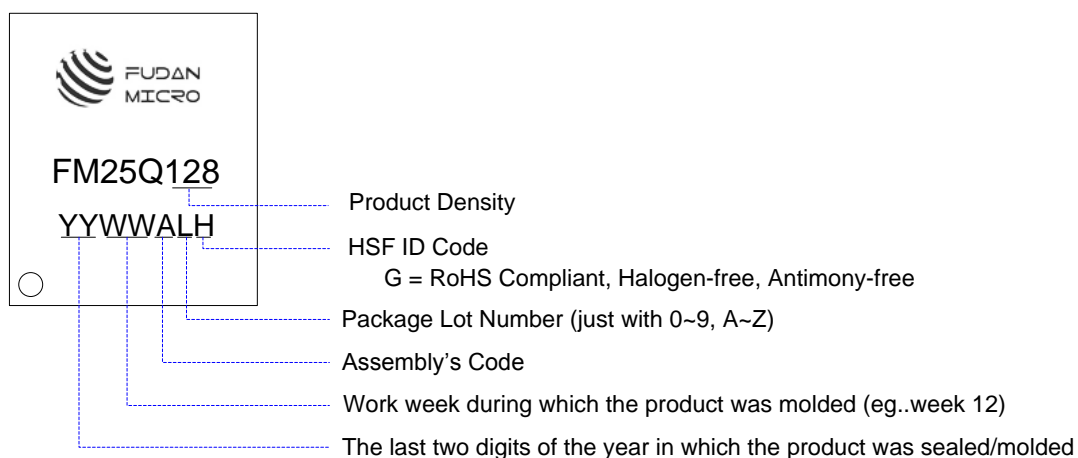 FUDAN
MICRO
FM25Q128
YYWWALH
Product Density
HSF ID Code
G = RoHS Compliant, Halogen-free, Antimony-free
Package Lot Number (just with 0~9, A~Z)
Assembly’s Code
Work week during which the product was molded (eg..week 12)
The last two digits of the year in which the product was sealed/molded